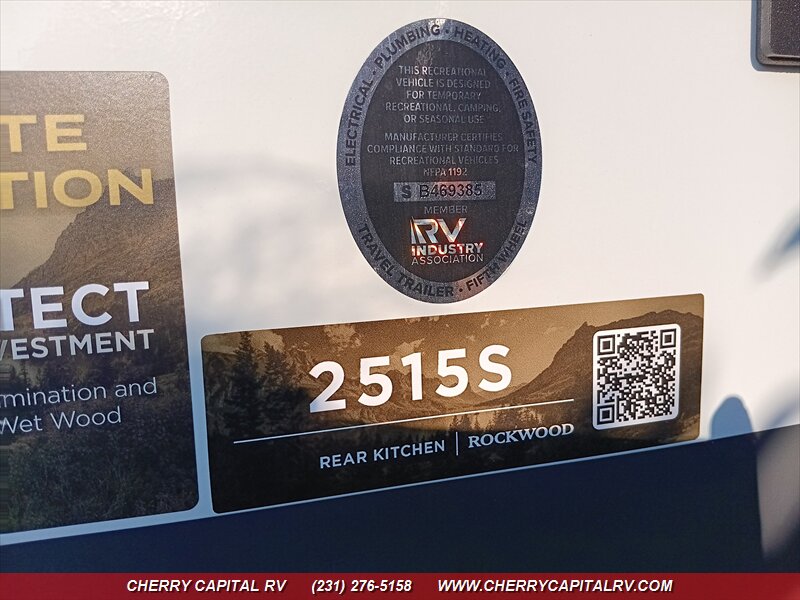 TE
TION
TECT
VESTMENT
mination and
Wet Wood
ELECTRICAL • PLUMBING • HEATING • FIRE SAFETY
THIS RECREATIONAL
VEHICLE IS DESIGNED
FOR TEMPORARY
RECREATIONAL, CAMPING,
OR SEASONAL USE
MANUFACTURER CERTIFIES
COMPLIANCE WITH STANDARD FOR
RECREATIONAL VEHICLES
NFPA 1192
S B469385
MEMBER
RV
INDUSTRY
ASSOCIATION
TRAVEL TRAILER • FIFTH WHEEL
2515S
REAR KITCHEN | ROCKWOOD
CHERRY CAPITAL RV (231) 276-5158 WWW.CHERRYCAPITALRV.COM